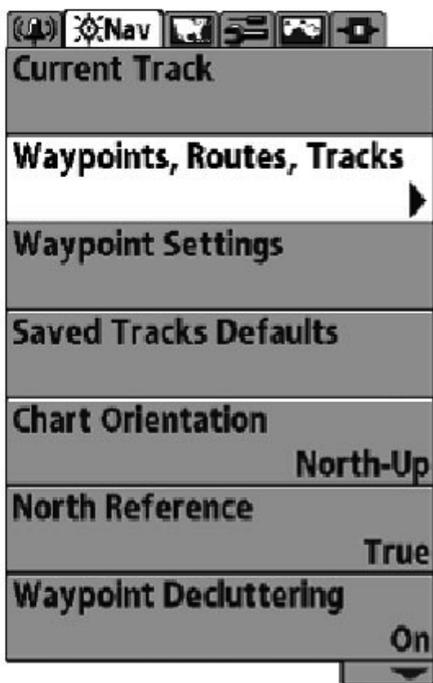 Nav
Current Track
Waypoints, Routes, Tracks
Waypoint Settings
Saved Tracks Defaults
Chart Orientation
North-Up
North Reference
True
Waypoint Decluttering
On